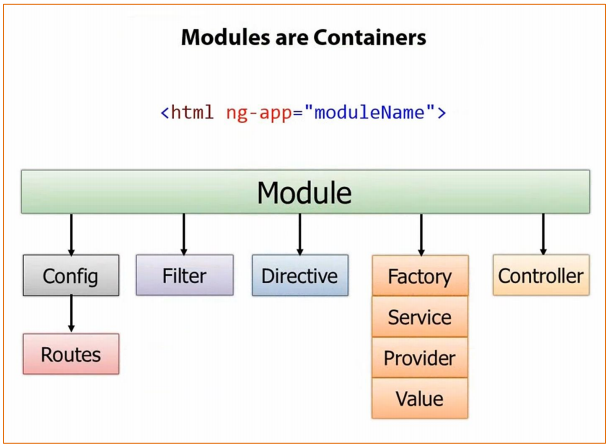 Modules are Containers
<html ng-app="moduleName">
Module
Config
Filter
Directive
Factory
Controller
Service
Routes
Provider
Value